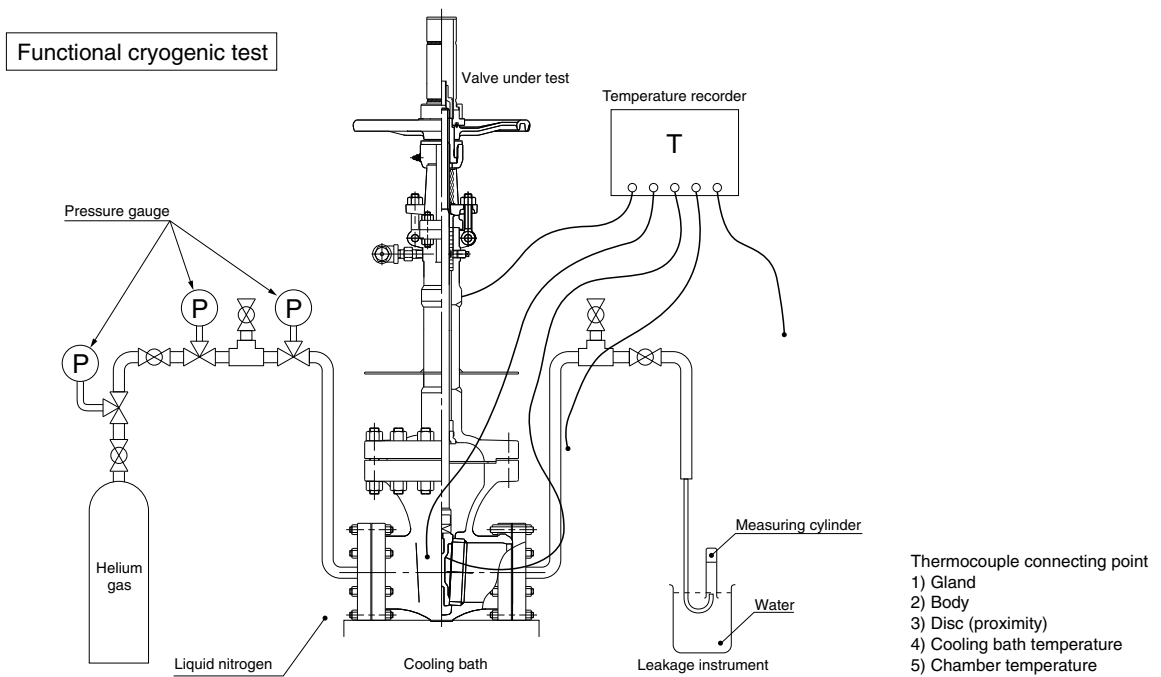 Functional cryogenic test
Valve under test
Temperature recorder
T
Pressure gauge
P
P
P
Helium
gas
Measuring cylinder
Water
Liquid nitrogen
Cooling bath
Leakage instrument
Thermocouple connecting point
1) Gland
2) Body
3) Disc (proximity)
4) Cooling bath temperature
5) Chamber temperature